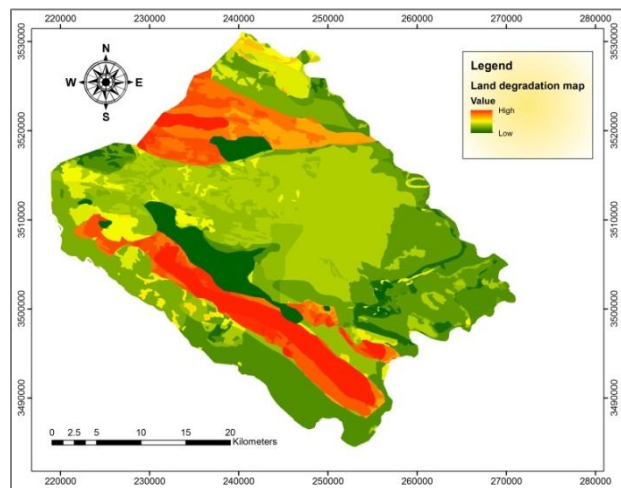 220000 230000 240000 250000 260000 270000 280000
3530000
3520000
3510000
3500000
3490000
N
W E
S
Legend
Land degradation map
Value
High
Low
3530000
3520000
3510000
3500000
3490000
0 2.5 5 10 15 20
Kilometers
220000 230000 240000 250000 260000 270000 280000